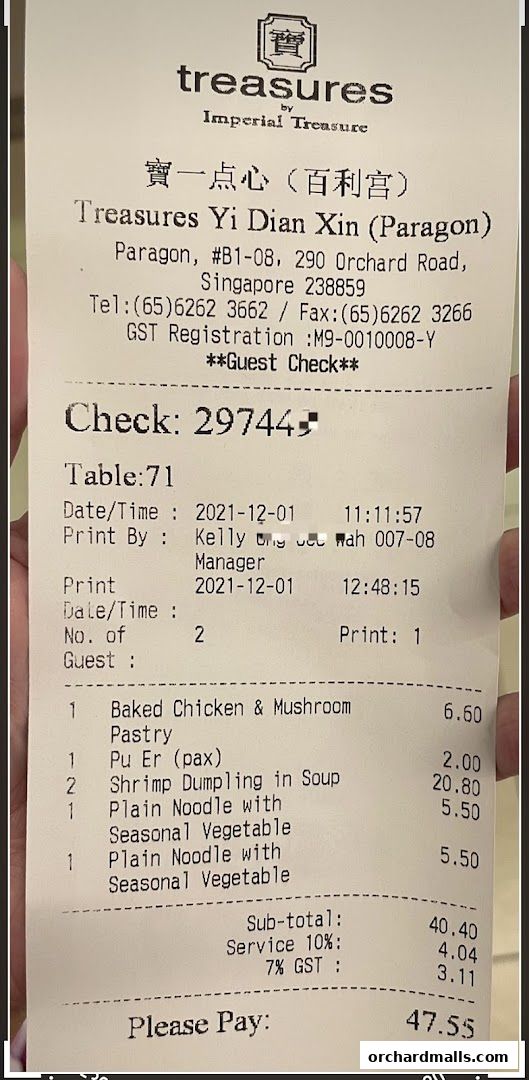 寶
treasures
by
Imperial Treasure
寶一点心（百利宫）
Treasures Yi Dian Xin (Paragon)
Paragon, #B1-08, 290 Orchard Road,
Singapore 238859
Tel:(65)6262 3662 / Fax:(65)6262 3266
GST Registration :M9-0010008-Y
**Guest Check**
Check: 29744
Table:71
Date/Time : 2021-12-01 11:11:57
Print By : Kelly 007-08
Manager
Print 2021-12-01 12:48:15
Date/Time :
No. of 2 Print: 1
Guest :
1 Baked Chicken & Mushroom 6.60
Pastry
1 Pu Er (pax) 2.00
2 Shrimp Dumpling in Soup 20.80
1 Plain Noodle with 5.50
Seasonal Vegetable
1 Plain Noodle with 5.50
Seasonal Vegetable
Sub-total: 40.40
Service 10%: 4.04
7% GST : 3.11
Please Pay: 47.55
orchardmalls.com